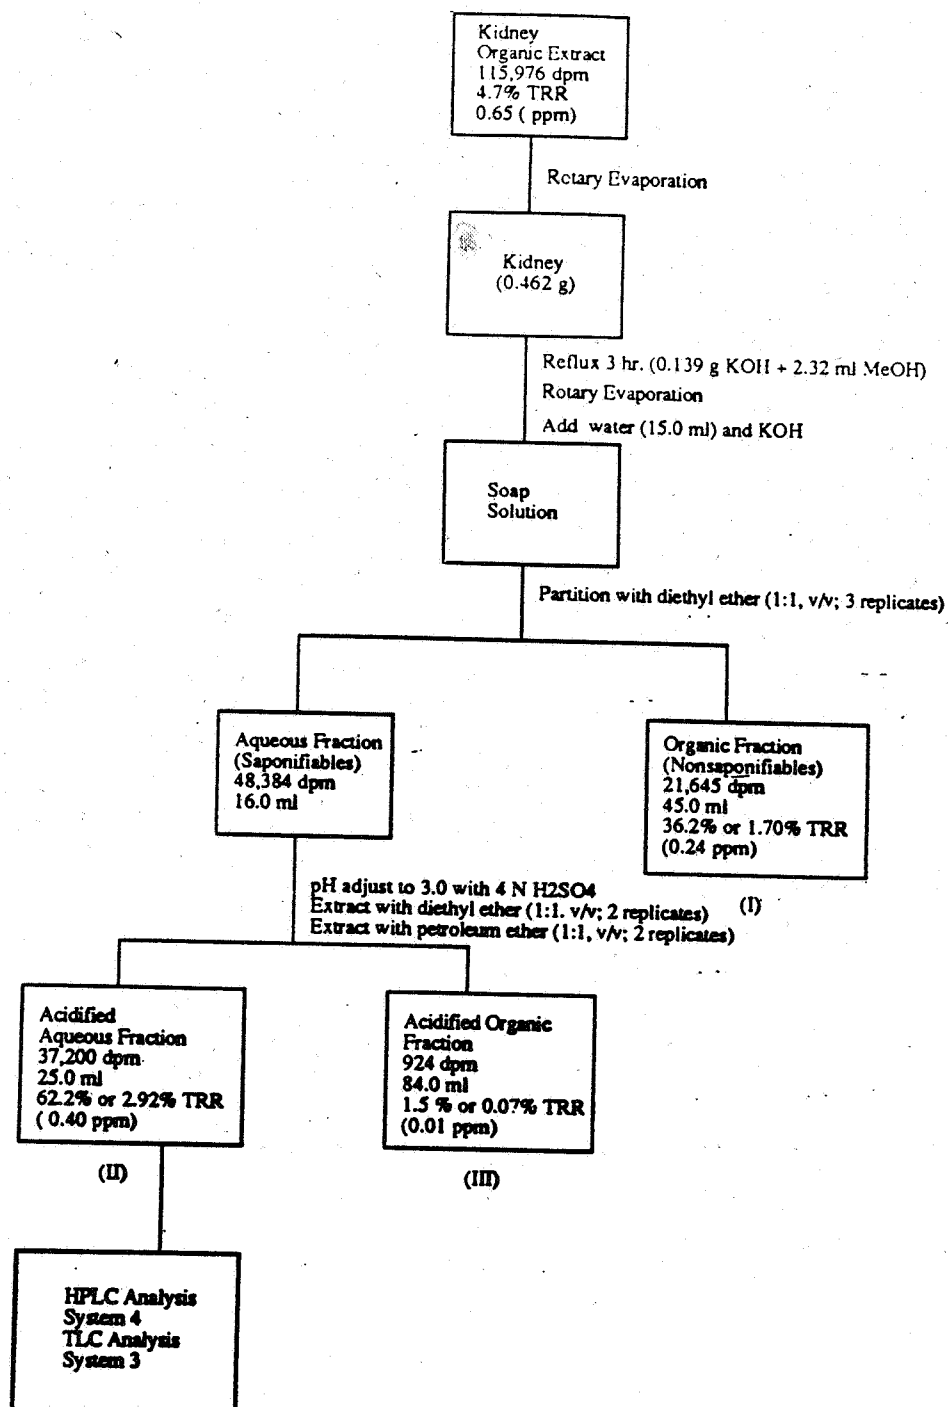 Kidney
Organic Extract
115,976 dpm
4.7% TRR
0.65 ( ppm)
Rotary Evaporation
Kidney
(0.462 g)
Reflux 3 hr. (0.139 g KOH + 2.32 ml MeOH)
Rotary Evaporation
Add water (15.0 ml) and KOH
Soap
Solution
Partition with diethyl ether (1:1, v/v; 3 replicates)
Aqueous Fraction
(Saponifiables)
48,384 dpm
16.0 ml
Organic Fraction
(Nonsaponifiables)
21,645 dpm
45.0 ml
36.2% or 1.70% TRR
(0.24 ppm)
(I)
pH adjust to 3.0 with 4 N H2SO4
Extract with diethyl ether (1:1. v/v; 2 replicates)
Extract with petroleum ether (1:1, v/v; 2 replicates)
Acidified
Aqueous Fraction
37,200 dpm
25.0 ml
62.2% or 2.92% TRR
( 0.40 ppm)
(II)
Acidified Organic
Fraction
924 dpm
84.0 ml
1.5 % or 0.07% TRR
(0.01 ppm)
(III)
HPLC Analysis
System 4
TLC Analysis
System 3